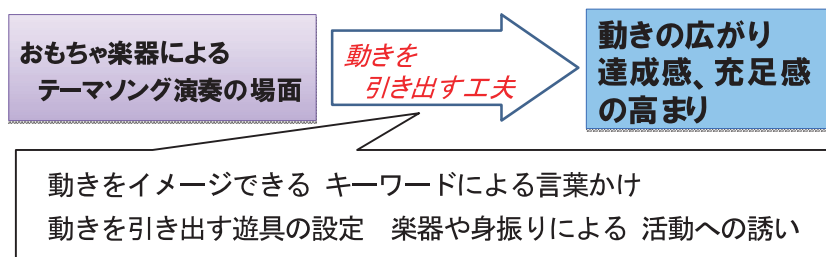 おもちゃ楽器による
テーマソング演奏の場面
動きを
引き出す工夫
動きの広がり
達成感、充足感
の高まり
動きをイメージできる キーワードによる言葉かけ
動きを引き出す遊具の設定　楽器や身振りによる 活動への誘い